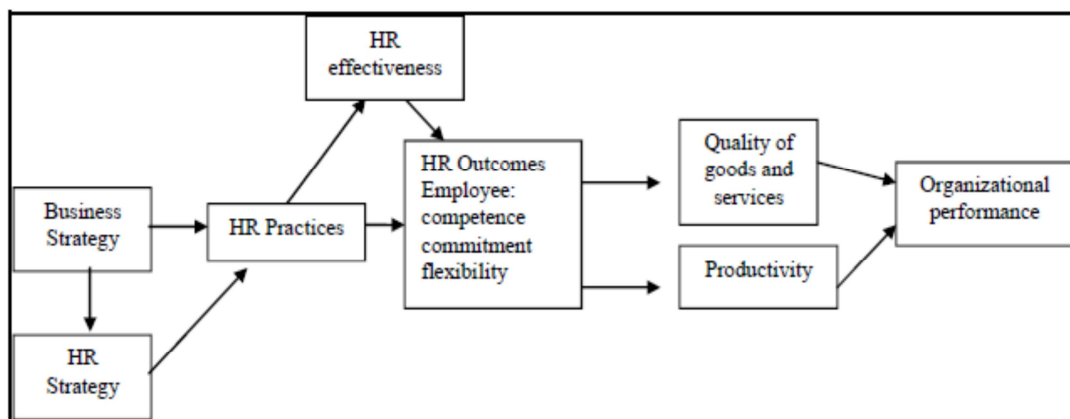 HR
effectiveness
HR Outcomes
Employee:
competence
commitment
flexibility
Quality of
goods and
services
Organizational
performance
Business
Strategy
HR Practices
Productivity
HR
Strategy